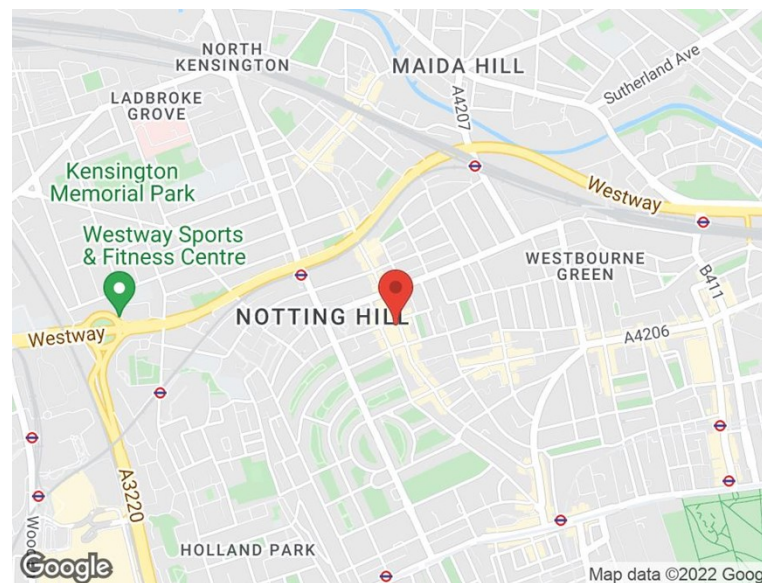 NORTH
KENSINGTON
MAIDA HILL
Sutherland Ave
A4207
LADBROKE
GROVE
Kensington
Memorial Park
Westway
Westway Sports
& Fitness Centre
WESTBOURNE
GREEN
B411
NOTTING HILL
Westway
A4206
A3220
HOLLAND PARK
Google
Map data ©2022 Goog